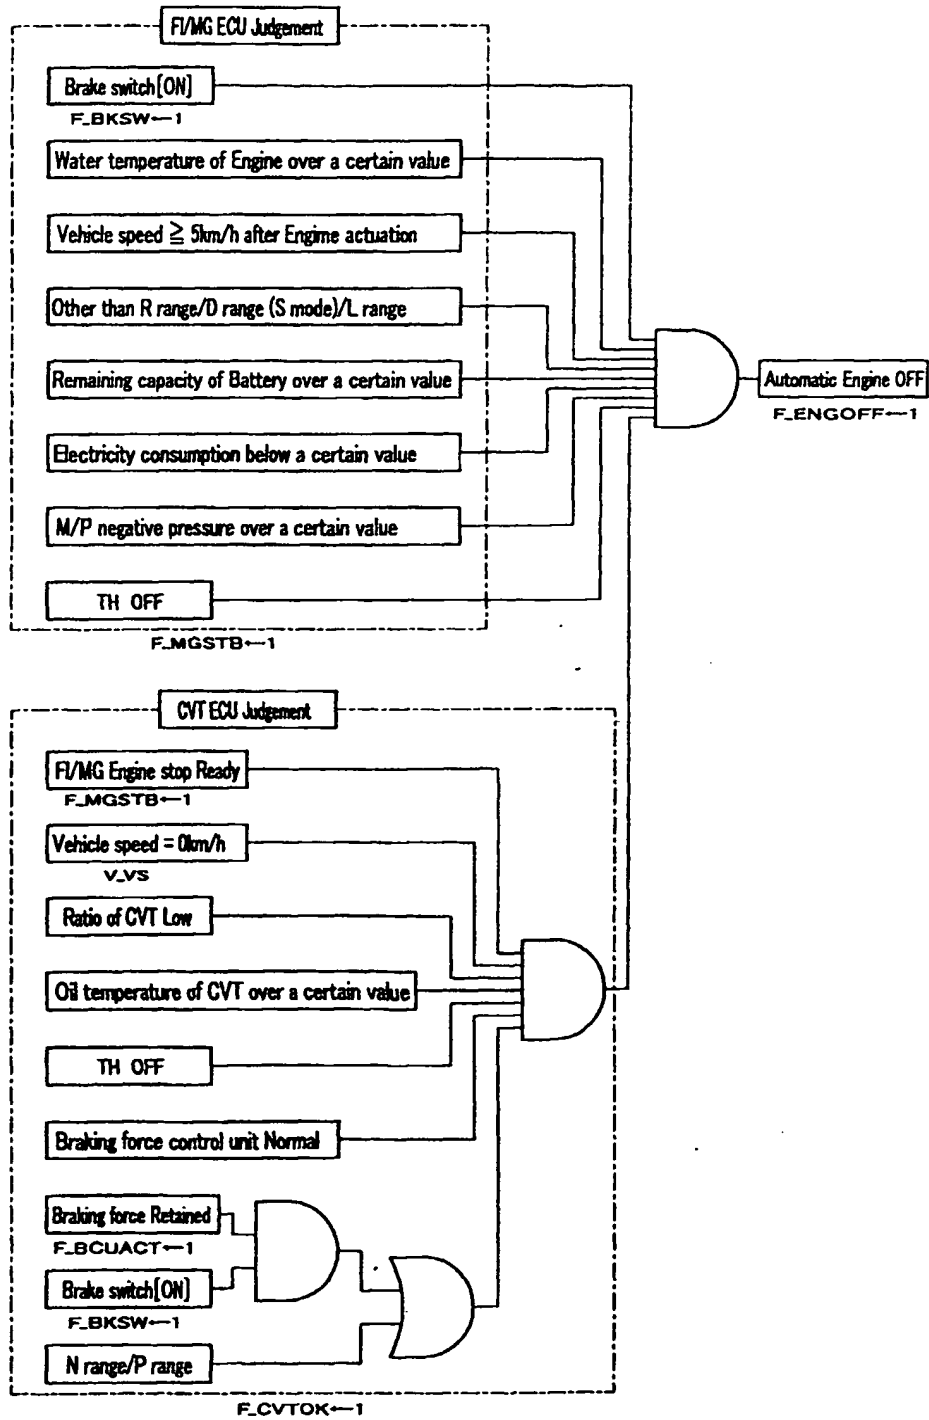 FI/MG ECU Judgement
Brake switch[ON]
F_BKSW←1
Water temperature of Engine over a certain value
Vehicle speed ≧ 5km/h after Engime actuation
Other than R range/D range (S mode)/L range
Remaining capacity of Battery over a certain value
Electricity consumption below a certain value
M/P negative pressure over a certain value
TH OFF
F_MGSTB←1
Automatic Engine OFF
F_ENGOFF←1
CVT ECU Judgement
FI/MG Engine stop Ready
F_MGSTB←1
Vehicle speed = 0km/h
V_VS
Ratio of CVT Low
Oil temperature of CVT over a certain value
TH OFF
Braking force control unit Normal
Braking force Retained
F_BCUACT←1
Brake switch[ON]
F_BKSW←1
N range/P range
F_CVTOK←1